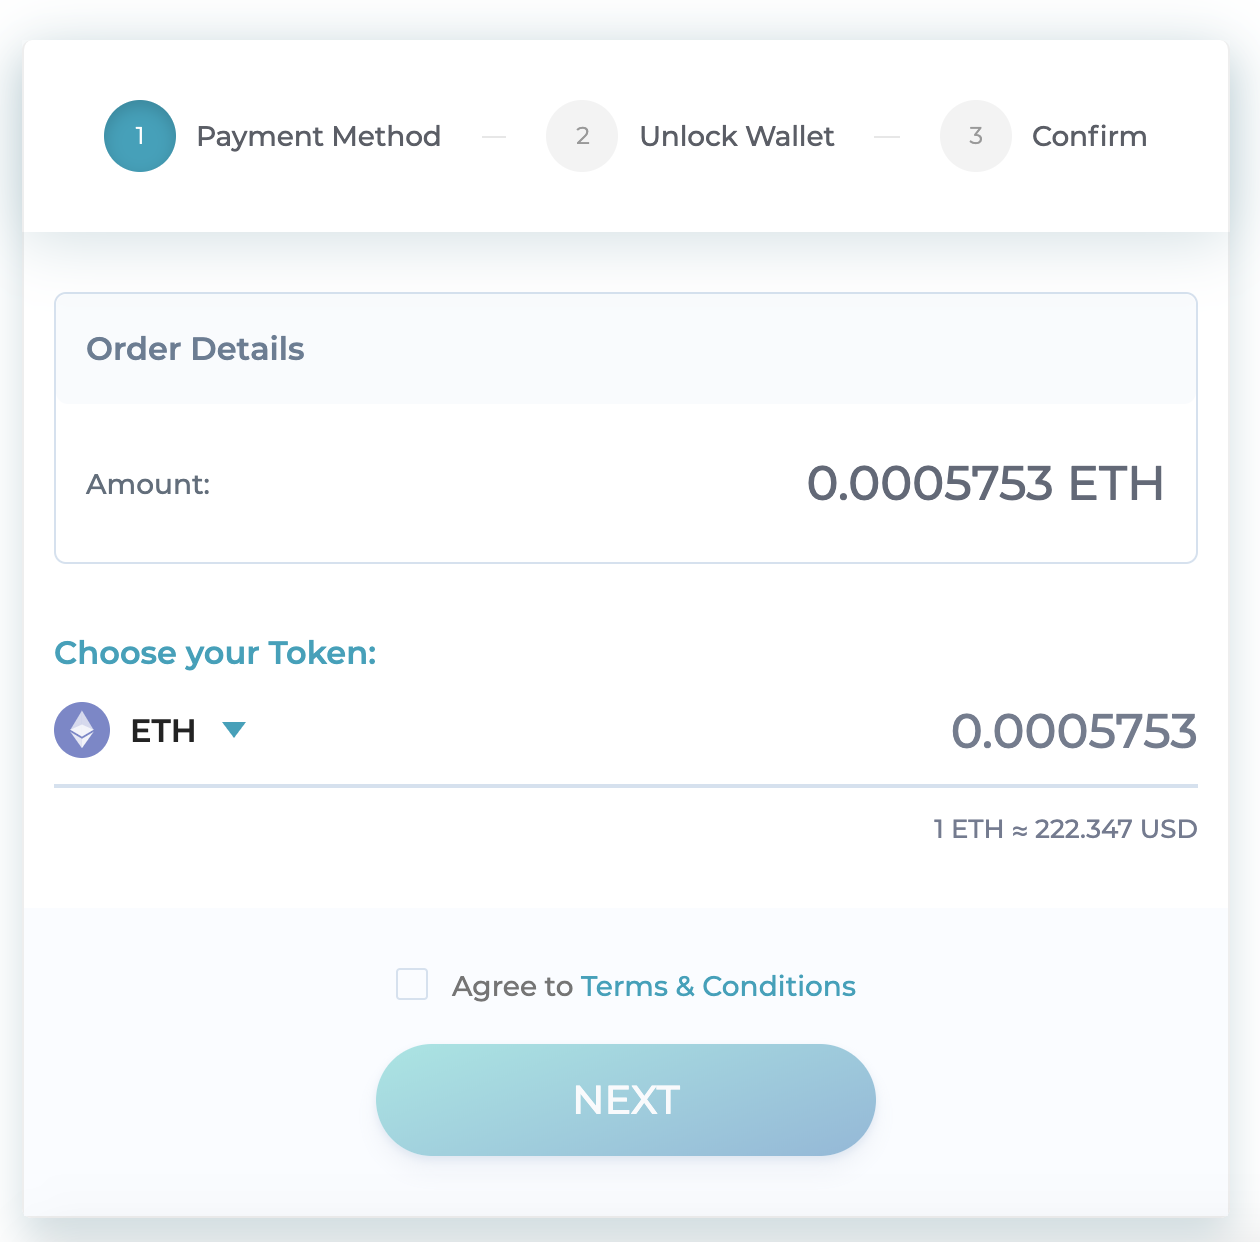 1 Payment Method — 2 Unlock Wallet — 3 Confirm
Order Details
Amount: 0.0005753 ETH
Choose your Token:
ETH 0.0005753
1 ETH ≈ 222.347 USD
Agree to Terms & Conditions
NEXT